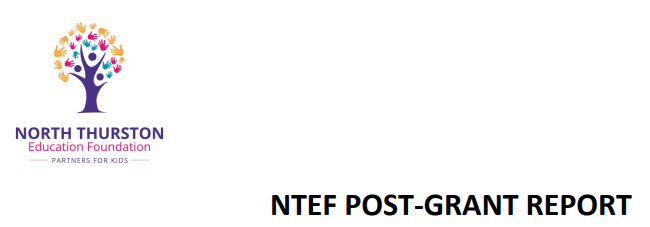 NORTH THURSTON
Education Foundation
PARTNERS FOR KIDS
NTEF POST-GRANT REPORT